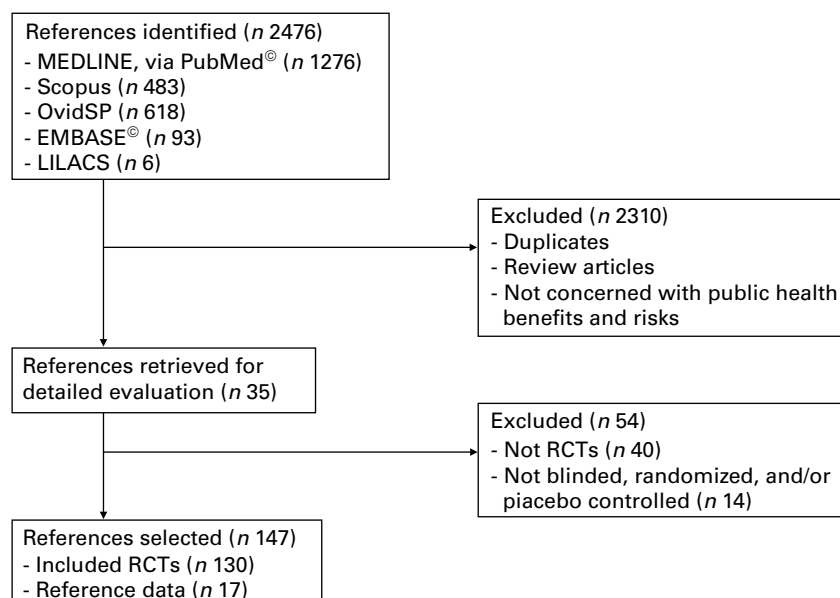 References identified (n 2476)
- MEDLINE, via PubMed© (n 1276)
- Scopus (n 483)
- OvidSP (n 618)
- EMBASE© (n 93)
- LILACS (n 6)
Excluded (n 2310)
- Duplicates
- Review articles
- Not concerned with public health
benefits and risks
References retrieved for
detailed evaluation (n 35)
Excluded (n 54)
- Not RCTs (n 40)
- Not blinded, randomized, and/or
piacebo controlled (n 14)
References selected (n 147)
- Included RCTs (n 130)
- Reference data (n 17)